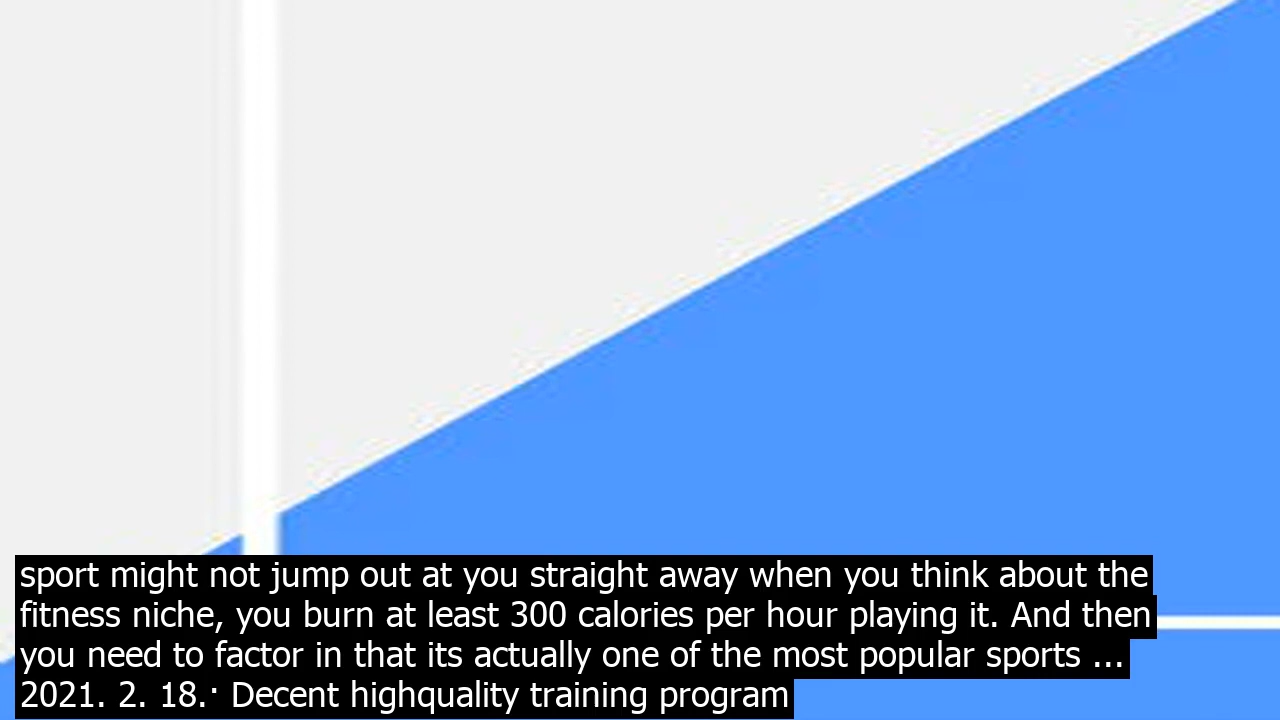 sport might not jump out at you straight away when you think about the
fitness niche, you burn at least 300 calories per hour playing it. And then
you need to factor in that its actually one of the most popular sports ...
2021. 2. 18.· Decent highquality training program